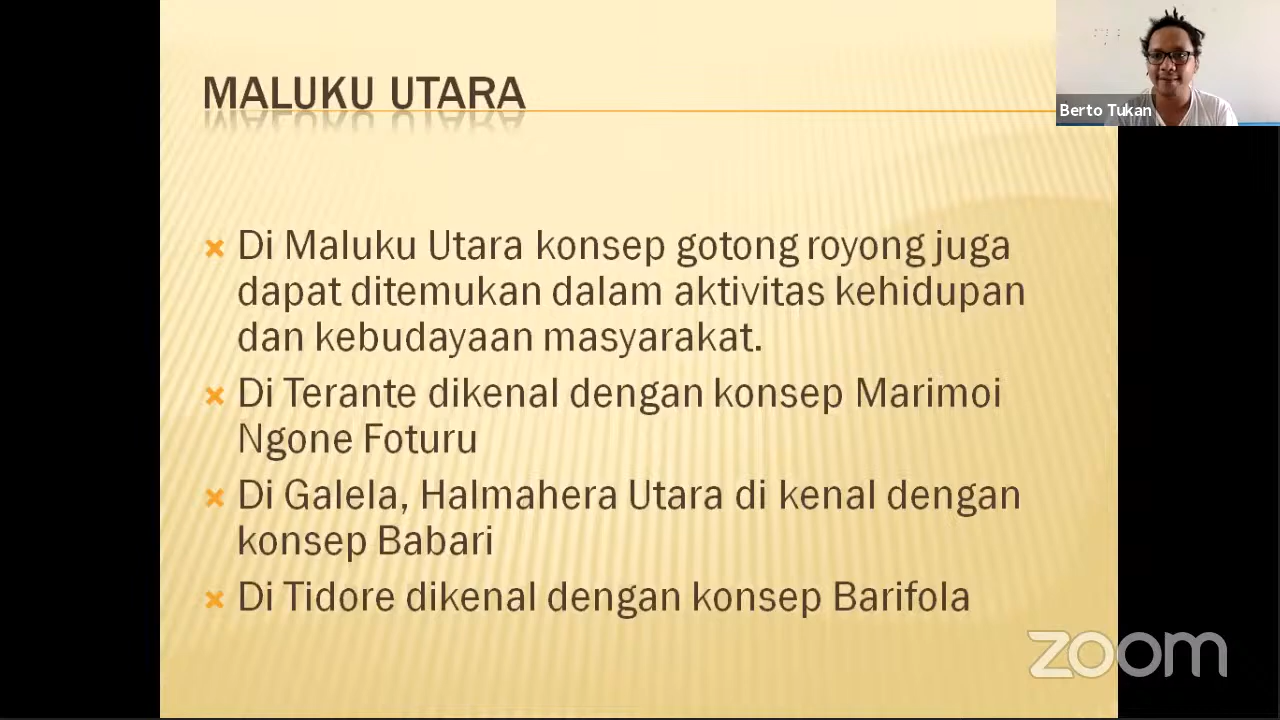 MALUKU UTARA
Berto Tukan
Di Maluku Utara konsep gotong royong juga
dapat ditemukan dalam aktivitas kehidupan
dan kebudayaan masyarakat.
Di Terante dikenal dengan konsep Marimoi
Ngone Foturu
Di Galela, Halmahera Utara di kenal dengan
konsep Babari
Di Tidore dikenal dengan konsep Barifola
zoom